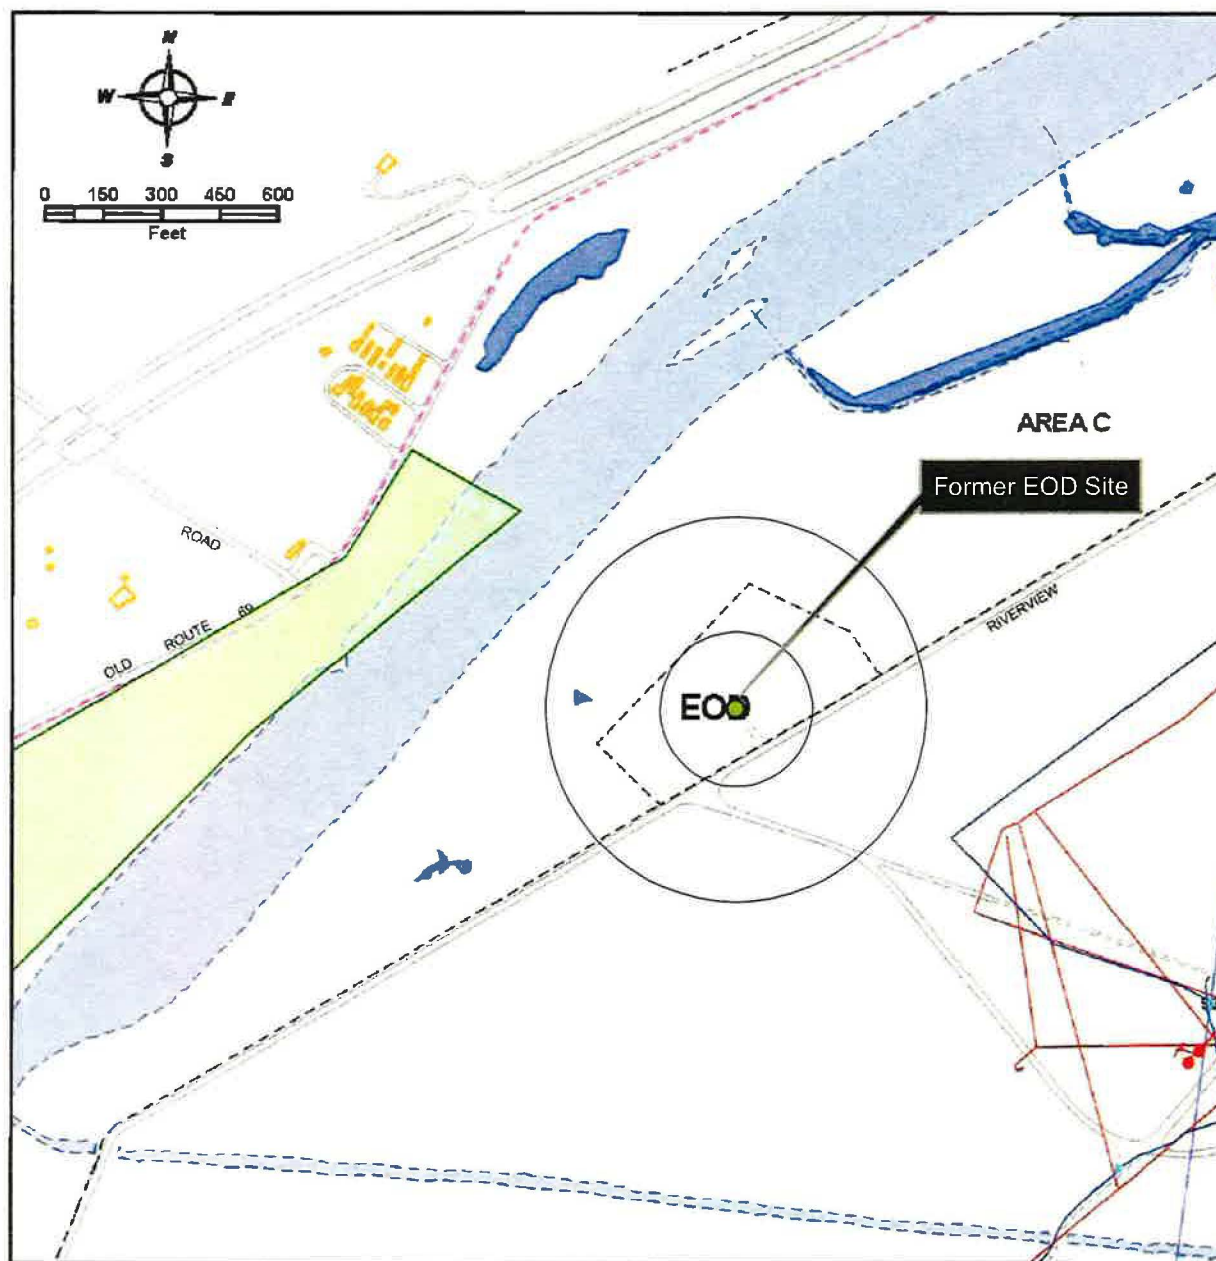 N
W E
S
0 150 300 450 600
Feet
AREA C
Former EOD Site
ROAD
OLD ROUTE 69
RIVERVIEW
EOD